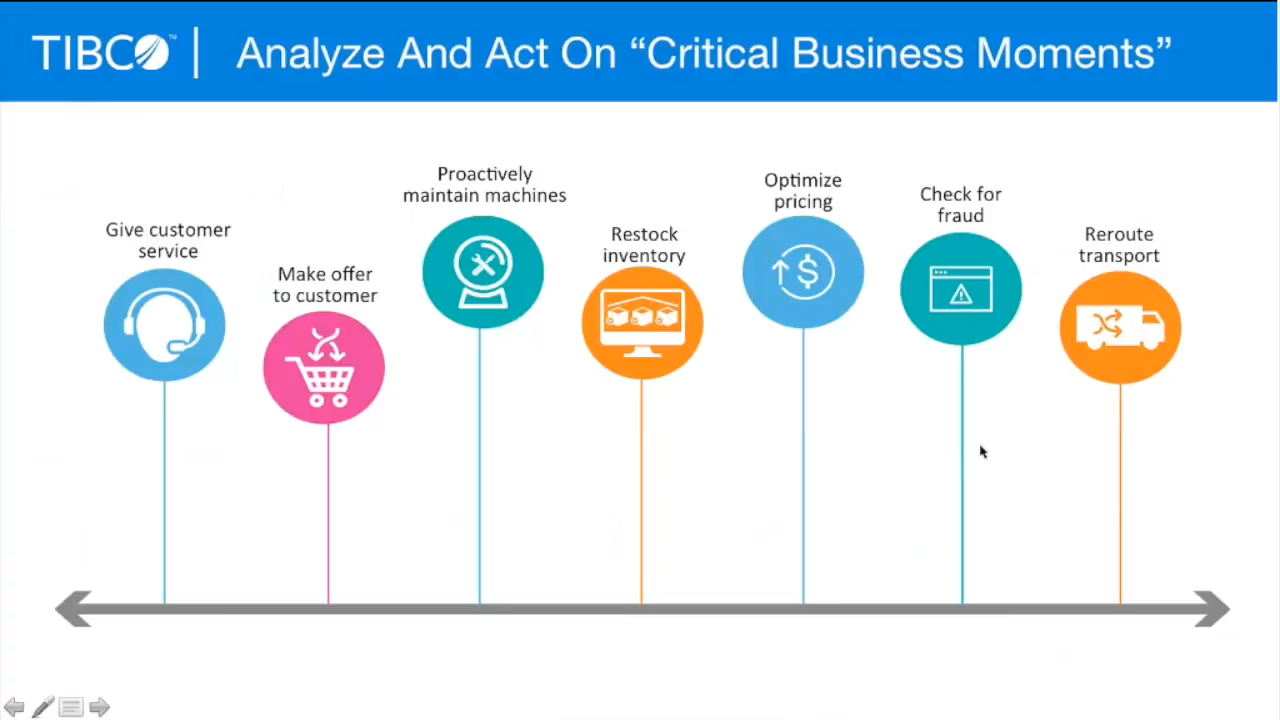 TIBCO™ | Analyze And Act On “Critical Business Moments”
Give customer
service
Make offer
to customer
Proactively
maintain machines
Restock
inventory
Optimize
pricing
Check for
fraud
Reroute
transport
$